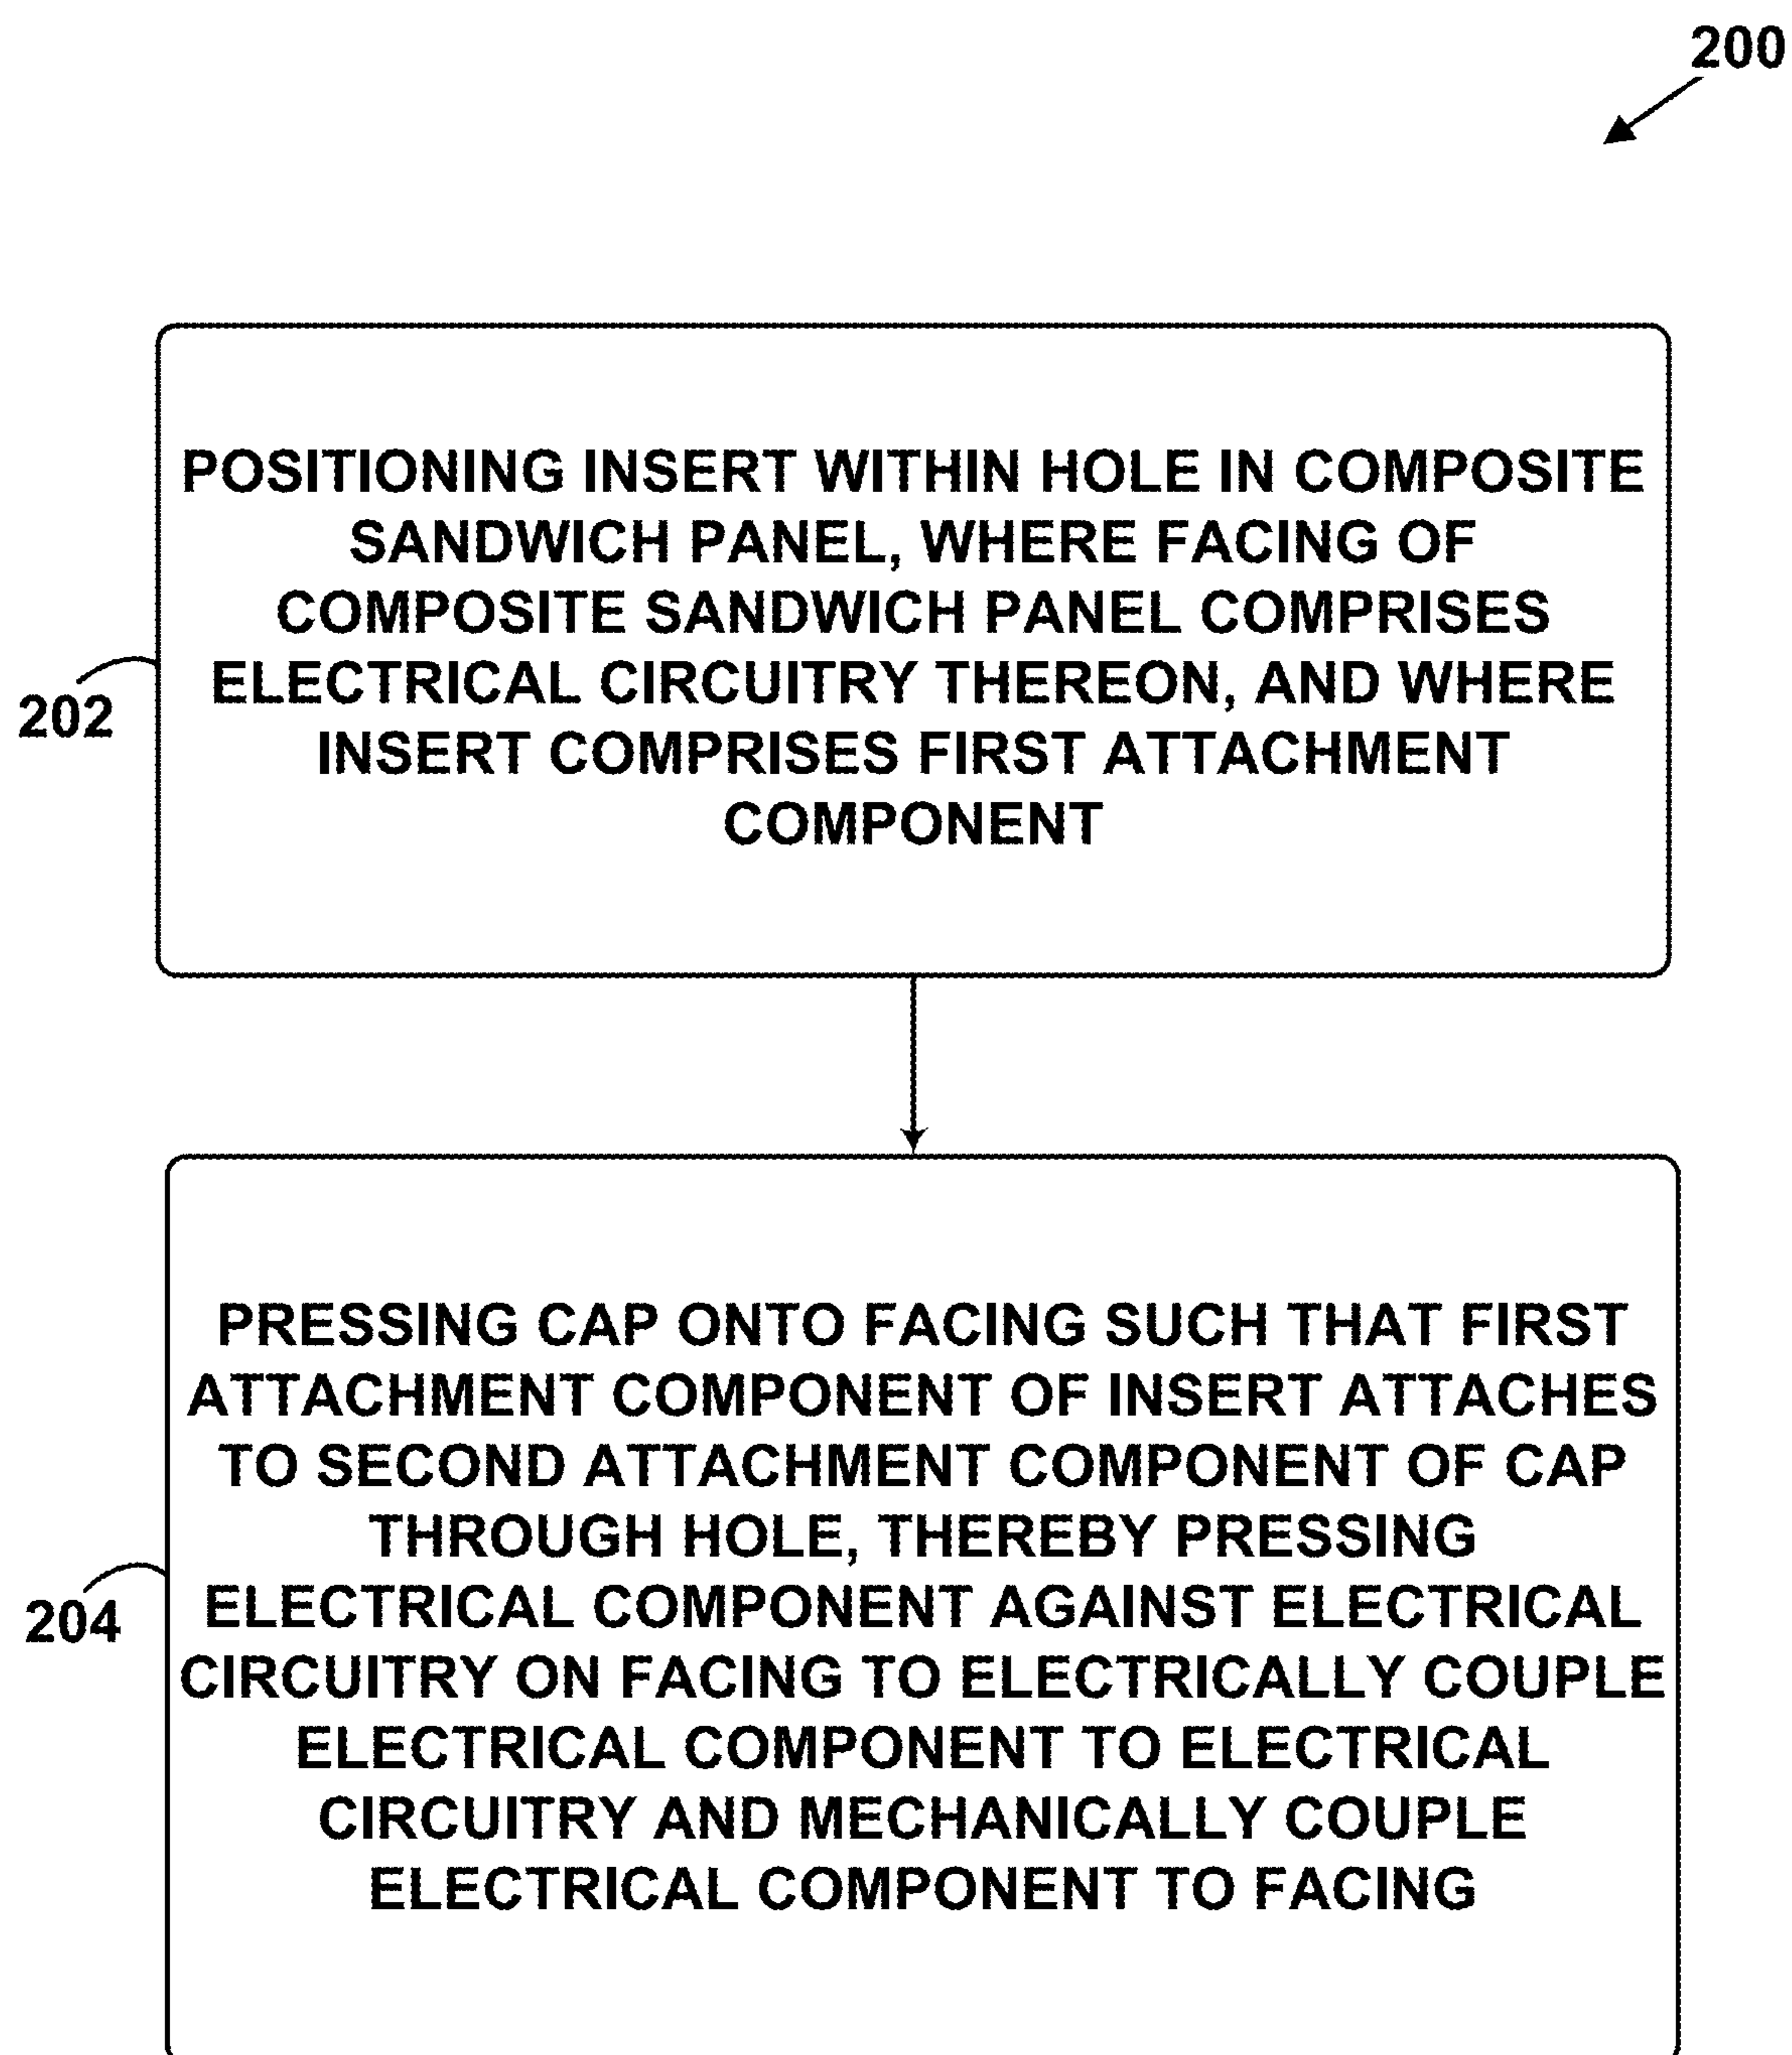 200
POSITIONING INSERT WITHIN HOLE IN COMPOSITE
SANDWICH PANEL, WHERE FACING OF
COMPOSITE SANDWICH PANEL COMPRISES
ELECTRICAL CIRCUITRY THEREON, AND WHERE
INSERT COMPRISES FIRST ATTACHMENT
COMPONENT
202
PRESSING CAP ONTO FACING SUCH THAT FIRST
ATTACHMENT COMPONENT OF INSERT ATTACHES
TO SECOND ATTACHMENT COMPONENT OF CAP
THROUGH HOLE, THEREBY PRESSING
ELECTRICAL COMPONENT AGAINST ELECTRICAL
CIRCUITRY ON FACING TO ELECTRICALLY COUPLE
ELECTRICAL COMPONENT TO ELECTRICAL
CIRCUITRY AND MECHANICALLY COUPLE
ELECTRICAL COMPONENT TO FACING
204